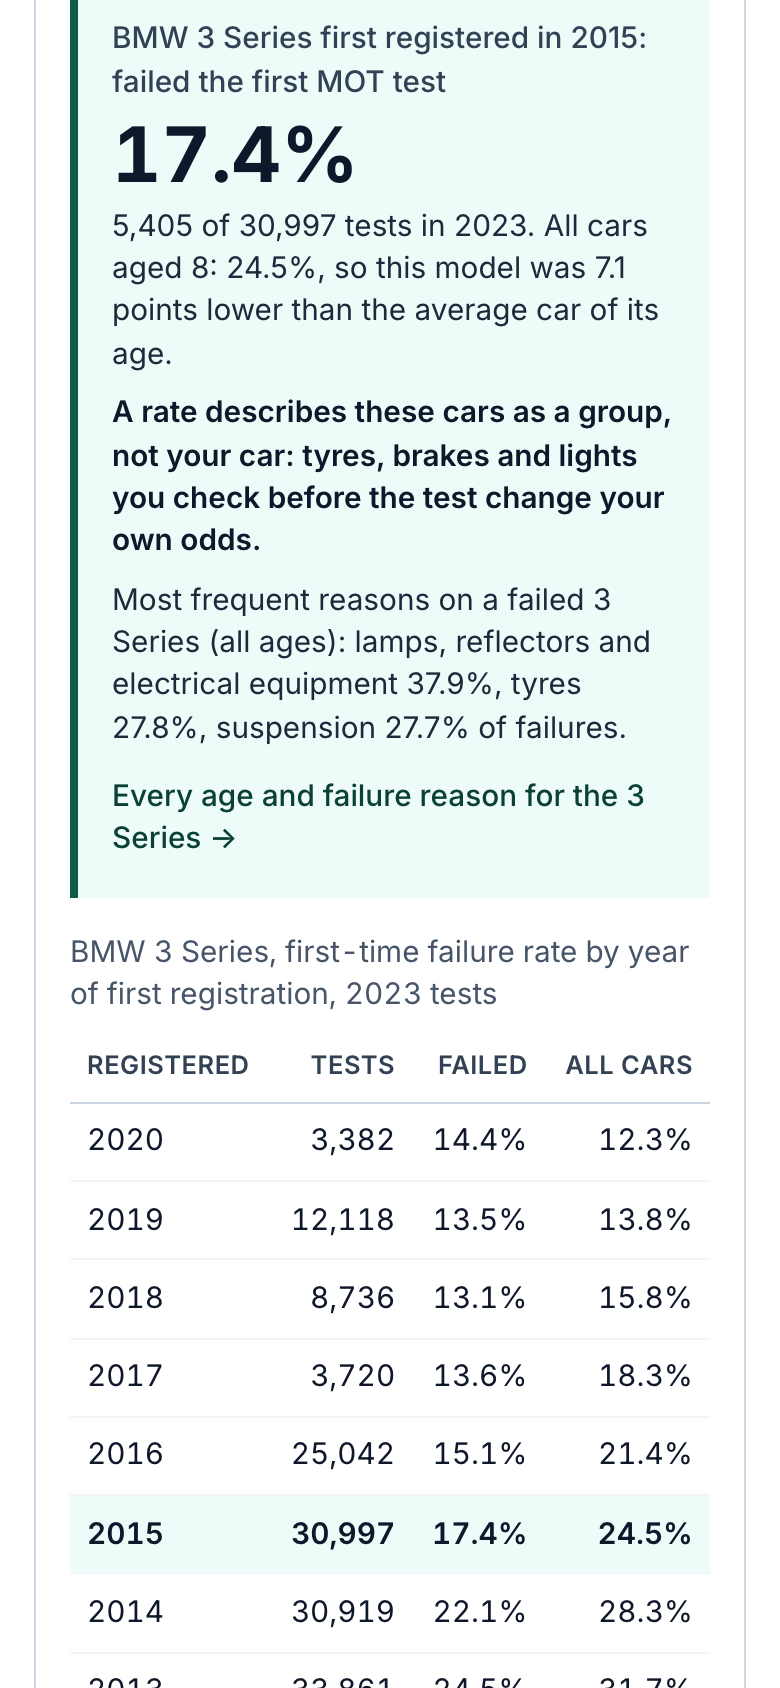 BMW 3 Series first registered in 2015:
failed the first MOT test
17.4%
5,405 of 30,997 tests in 2023. All cars
aged 8: 24.5%, so this model was 7.1
points lower than the average car of its
age.
A rate describes these cars as a group,
not your car: tyres, brakes and lights
you check before the test change your
own odds.
Most frequent reasons on a failed 3
Series (all ages): lamps, reflectors and
electrical equipment 37.9%, tyres
27.8%, suspension 27.7% of failures.
Every age and failure reason for the 3
Series →
BMW 3 Series, first-time failure rate by year
of first registration, 2023 tests
REGISTERED TESTS FAILED ALL CARS
2020 3,382 14.4% 12.3%
2019 12,118 13.5% 13.8%
2018 8,736 13.1% 15.8%
2017 3,720 13.6% 18.3%
2016 25,042 15.1% 21.4%
2015 30,997 17.4% 24.5%
2014 30,919 22.1% 28.3%
2013 33,861 24.5% 31.7%